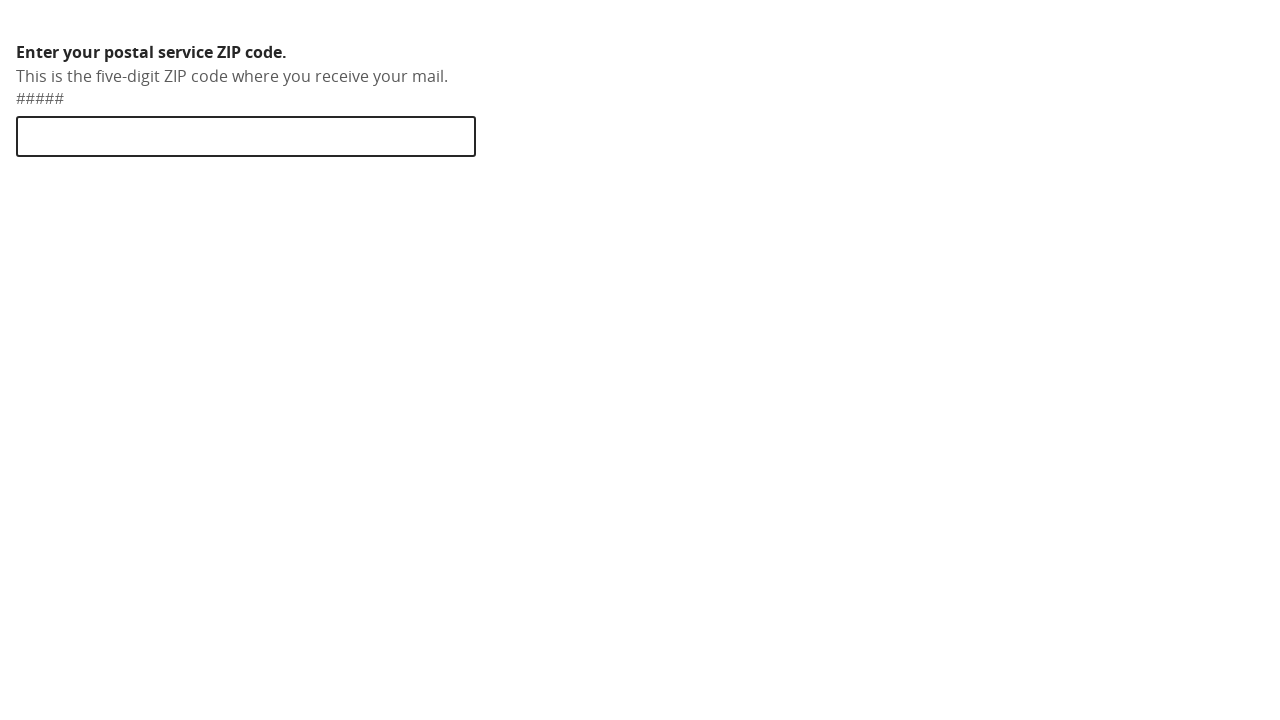 Enter your postal service ZIP code.
This is the five-digit ZIP code where you receive your mail.
#####